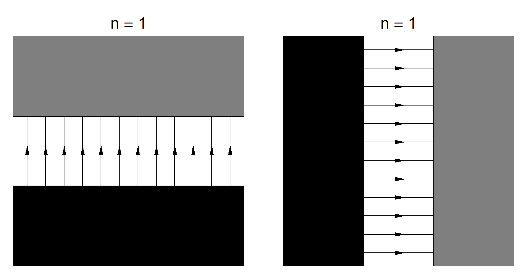 n = 1
n = 1